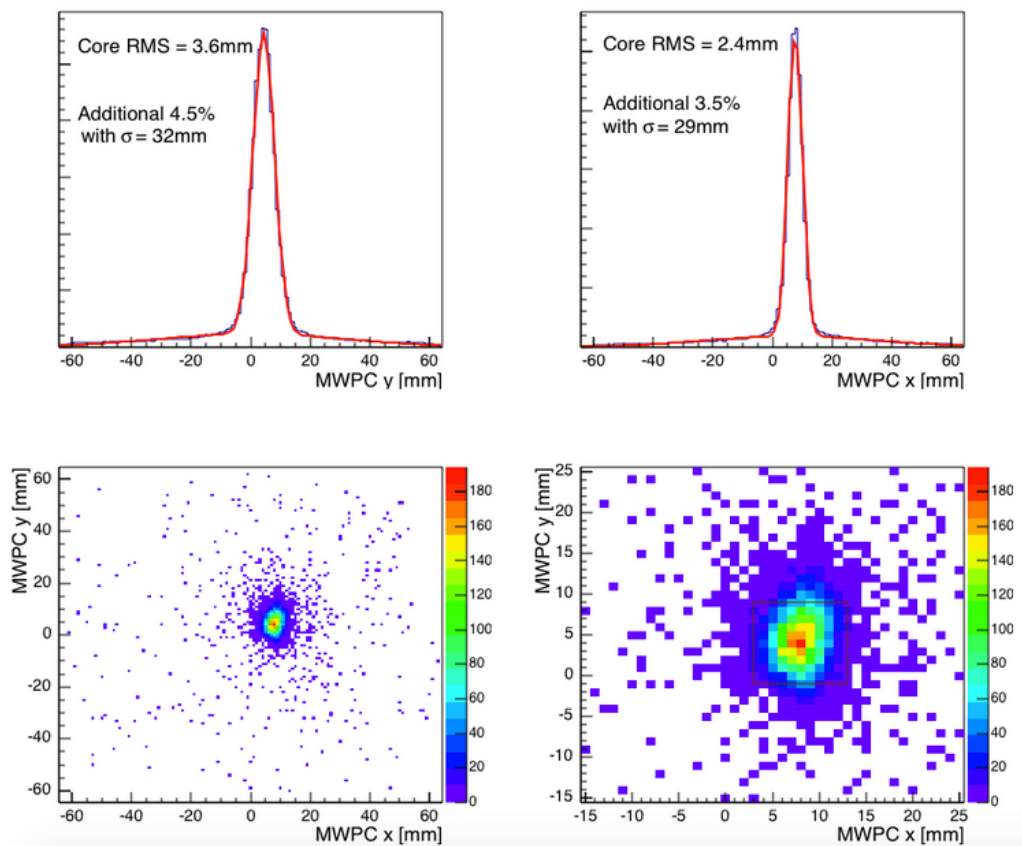 Core RMS = 3.6mm
Additional 4.5%
with σ = 32mm
-60 -40 -20 0 20 40 60
MWPC y [mm]
Core RMS = 2.4mm
Additional 3.5%
with σ = 29mm
-60 -40 -20 0 20 40 60
MWPC x [mm]
MWPC y [mm]
60
40
20
0
-20
-40
-60
180
160
140
120
100
80
60
40
20
0
-60 -40 -20 0 20 40 60
MWPC x [mm]
MWPC y [mm]
25
20
15
10
5
0
-5
-10
-15
180
160
140
120
100
80
60
40
20
0
-15 -10 -5 0 5 10 15 20 25
MWPC x [mm]